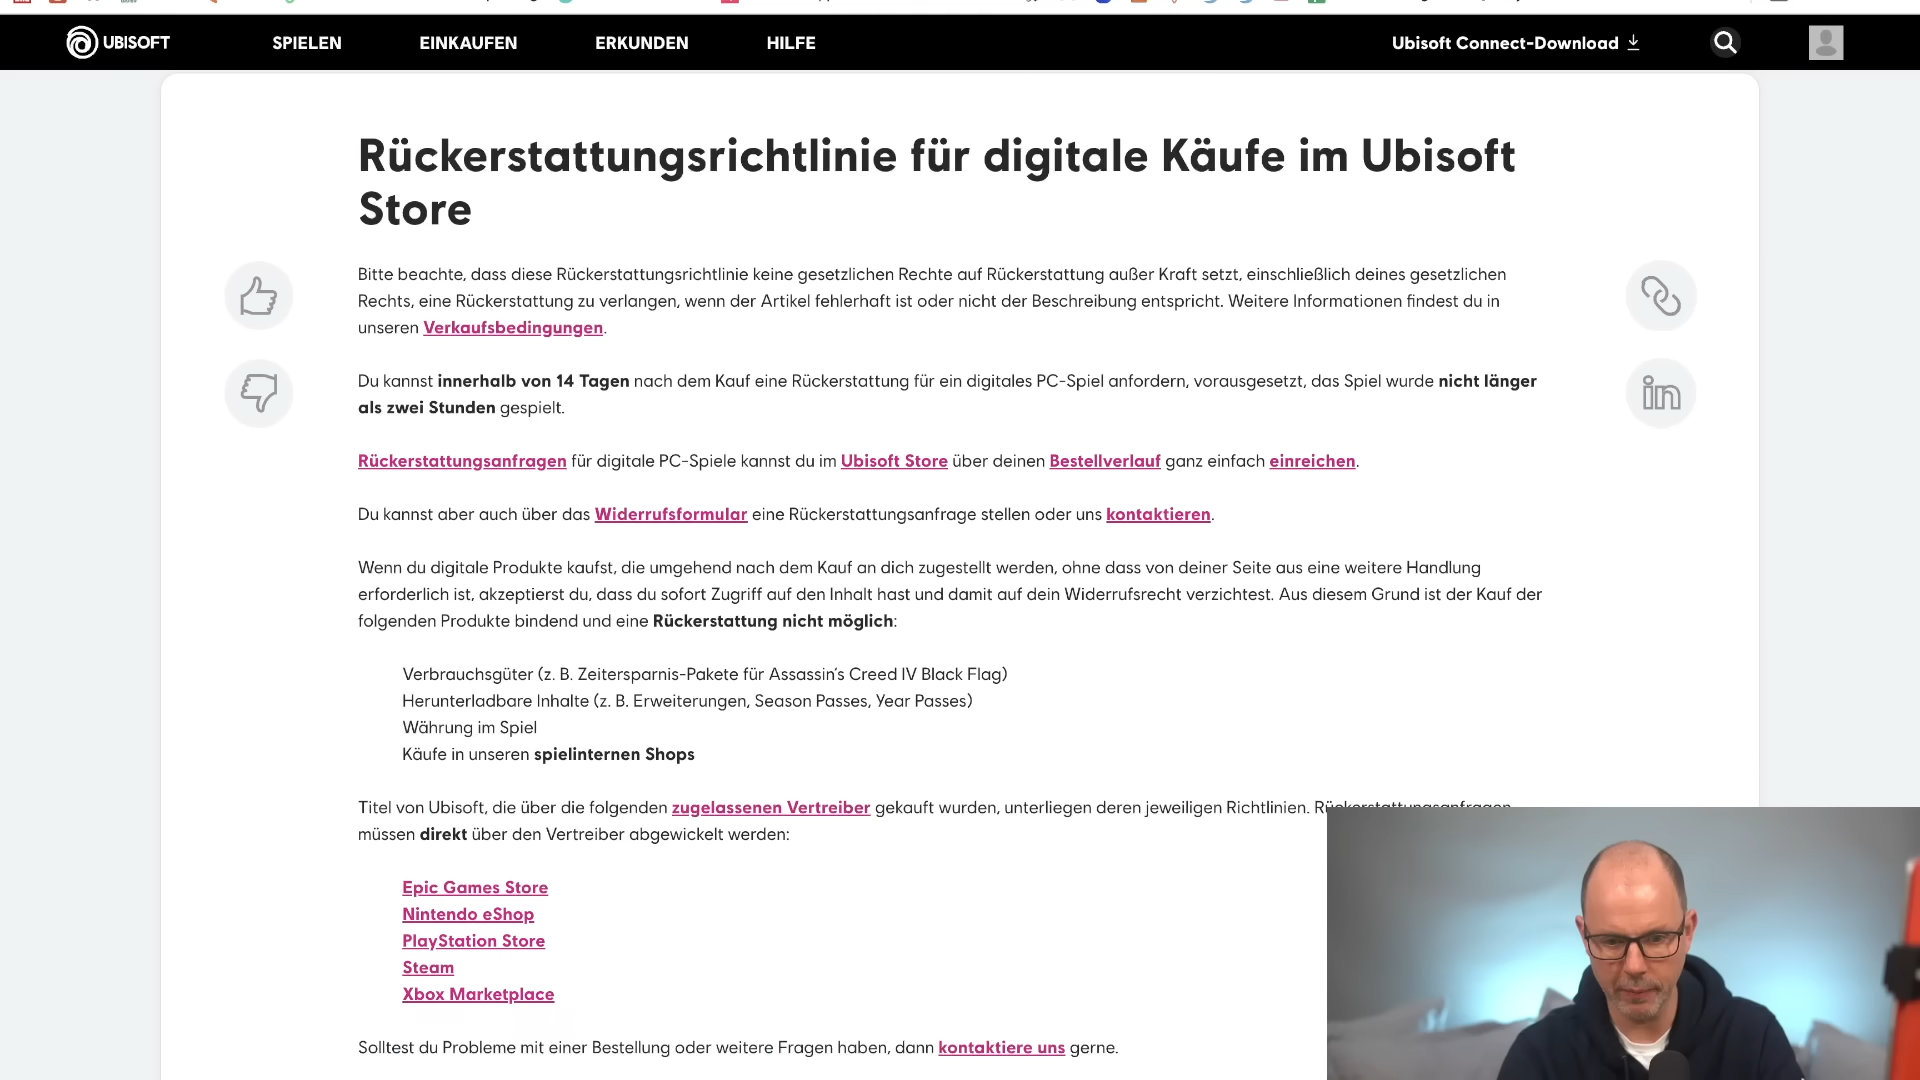 UBISOFT
SPIELEN
EINKAUFEN
ERKUNDEN
HILFE
Ubisoft Connect-Download
Rückerstattungsrichtlinie für digitale Käufe im Ubisoft
Store
Bitte beachte, dass diese Rückerstattungsrichtlinie keine gesetzlichen Rechte auf Rückerstattung außer Kraft setzt, einschließlich deines gesetzlichen
Rechts, eine Rückerstattung zu verlangen, wenn der Artikel fehlerhaft ist oder nicht der Beschreibung entspricht. Weitere Informationen findest du in
unseren Verkaufsbedingungen.
Du kannst innerhalb von 14 Tagen nach dem Kauf eine Rückerstattung für ein digitales PC-Spiel anfordern, vorausgesetzt, das Spiel wurde nicht länger
als zwei Stunden gespielt.
in
Rückerstattungsanfragen für digitale PC-Spiele kannst du im Ubisoft Store über deinen Bestellverlauf ganz einfach einreichen.
Du kannst aber auch über das Widerrufsformular eine Rückerstattungsanfrage stellen oder uns kontaktieren.
Wenn du digitale Produkte kaufst, die umgehend nach dem Kauf an dich zugestellt werden, ohne dass von deiner Seite aus eine weitere Handlung
erforderlich ist, akzeptierst du, dass du sofort Zugriff auf den Inhalt hast und damit auf dein Widerrufsrecht verzichtest. Aus diesem Grund ist der Kauf der
folgenden Produkte bindend und eine Rückerstattung nicht möglich:
Verbrauchsgüter (z. B. Zeitersparnis-Pakete für Assassin's Creed IV Black Flag)
Herunterladbare Inhalte (z. B. Erweiterungen, Season Passes, Year Passes)
Währung im Spiel
Käufe in unseren spielinternen Shops
Titel von Ubisoft, die über die folgenden zugelassenen Vertreiber gekauft wurden, unterliegen deren jeweiligen Richtlinien. Rückerstattungsanfragen
müssen direkt über den Vertreiber abgewickelt werden:
Epic Games Store
Nintendo eShop
PlayStation Store
Steam
Xbox Marketplace
Solltest du Probleme mit einer Bestellung oder weitere Fragen haben, dann kontaktiere uns gerne.